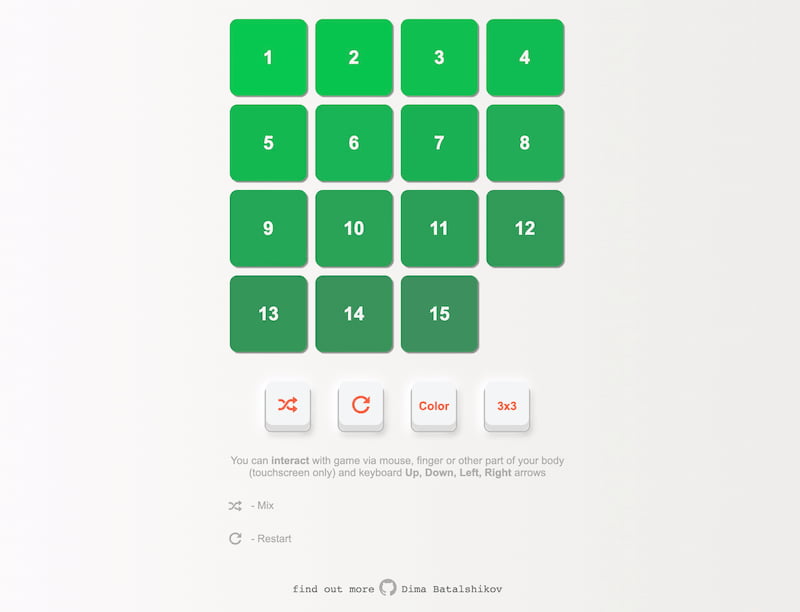 1 2 3 4
5 6 7 8
9 10 11 12
13 14 15
Color 3x3
You can interact with game via mouse, finger or other part of your body
(touchscreen only) and keyboard Up, Down, Left, Right arrows
- Mix
- Restart
find out more Dima Batalshikov